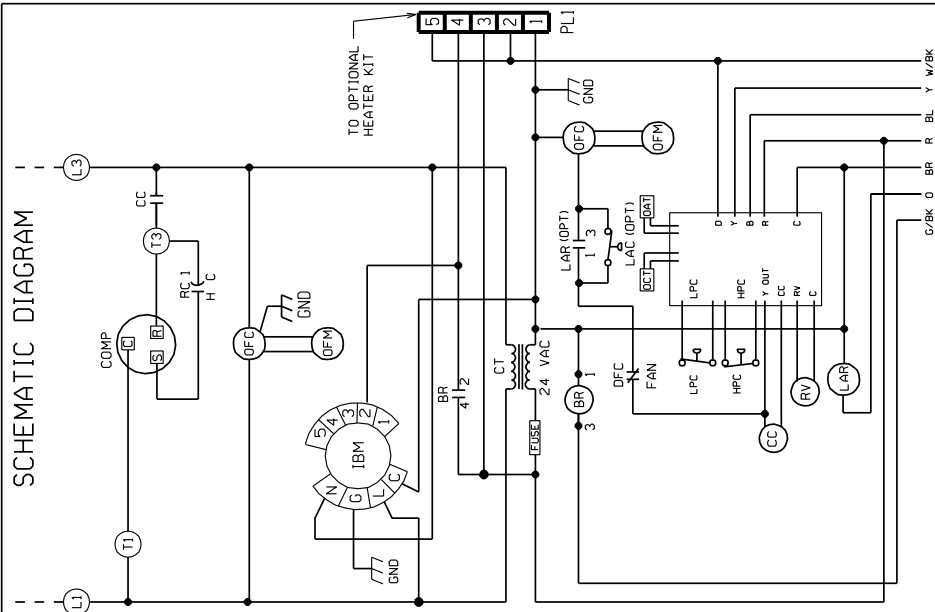 SCHEMATIC DIAGRAM
TO OPTIONAL
HEATER KIT
5 4 3 2 1
PL1
W/BK
Y
BL
R
BR
O
G/BK
L3
CC
T3
RC 1
H C
COMP
C
S
R
T1
L1
OFC
GND
OFM
BR
4 2
5
4
3
2
1
IBM
N
G
L
C
GND
CT
24 VAC
FUSE
GND
OFC
OFM
LAR (OPT)
1 3
LAC (OPT)
OAT
OCT
D
Y
B
R
C
LPC
HPC
Y OUT
CC
RV
C
DFC
FAN
BR
1
3
LPC
HPC
CC
RV
LAR